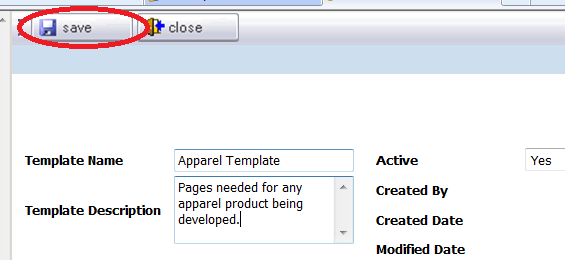 save close
Template Name Apparel Template Active Yes
Template Description Pages needed for any
apparel product being
developed.
Created By
Created Date
Modified Date